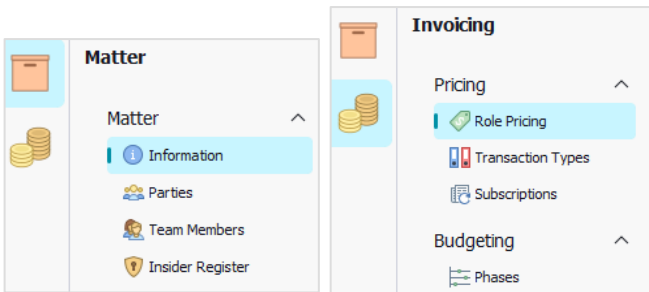 Matter
Matter
Information
Parties
Team Members
Insider Register
Invoicing
Pricing
Role Pricing
Transaction Types
Subscriptions
Budgeting
Phases